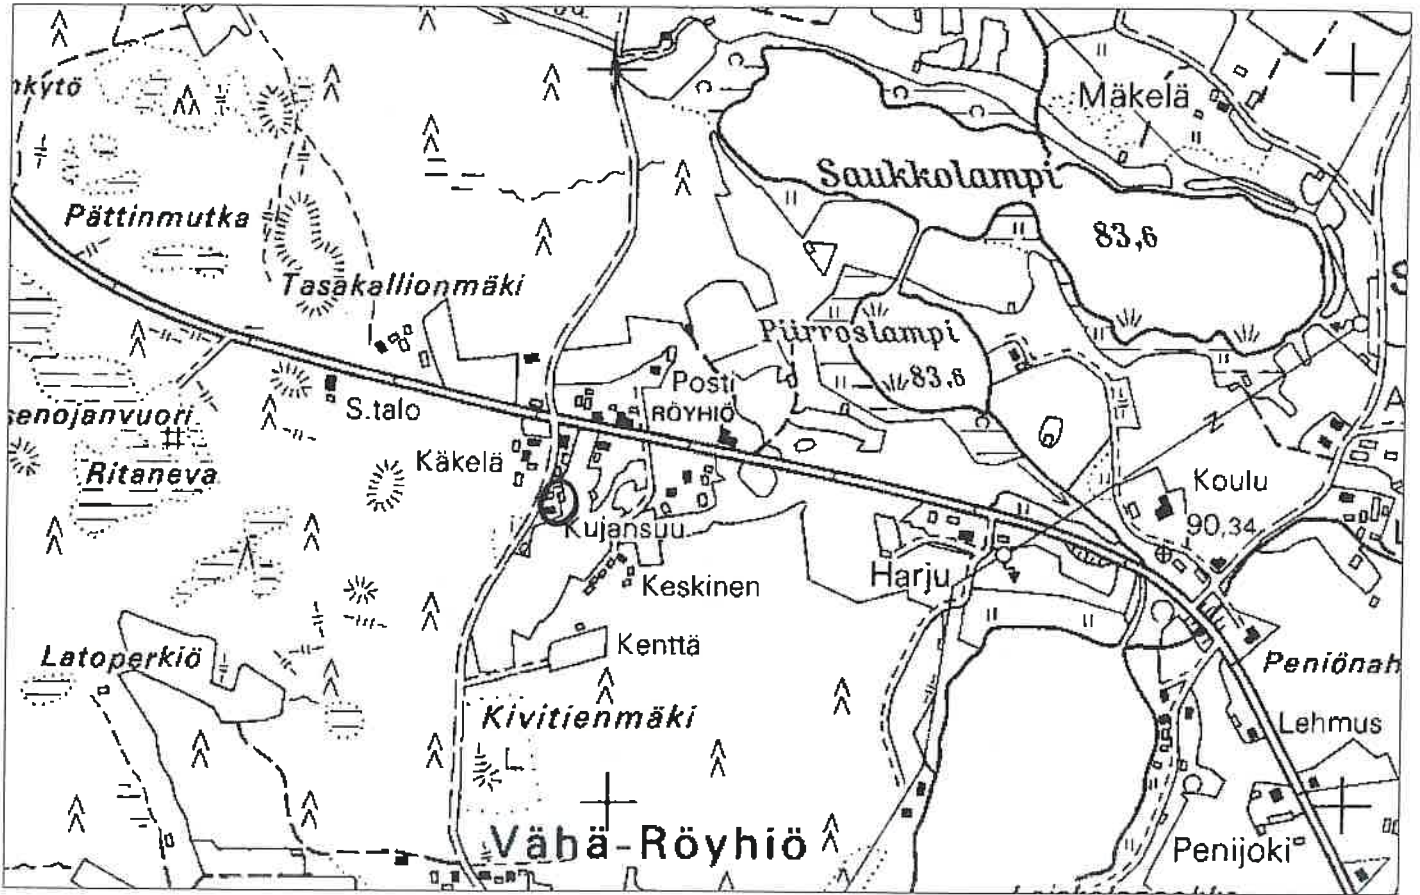 Mäkelä
Saukkolampi
83,6
Pättinmutka
Tasakallionmäki
Piirroslampi
83,6
Posti
RÖYHIÖ
S.talo
Käkelä
Ritaneva
Koulu
90,34
Kujansuu
Keskinen
Harju
Kenttä
Latoperkiö
Kivitienmäki
Lehmus
Vähä-Röyhiö
Penijoki